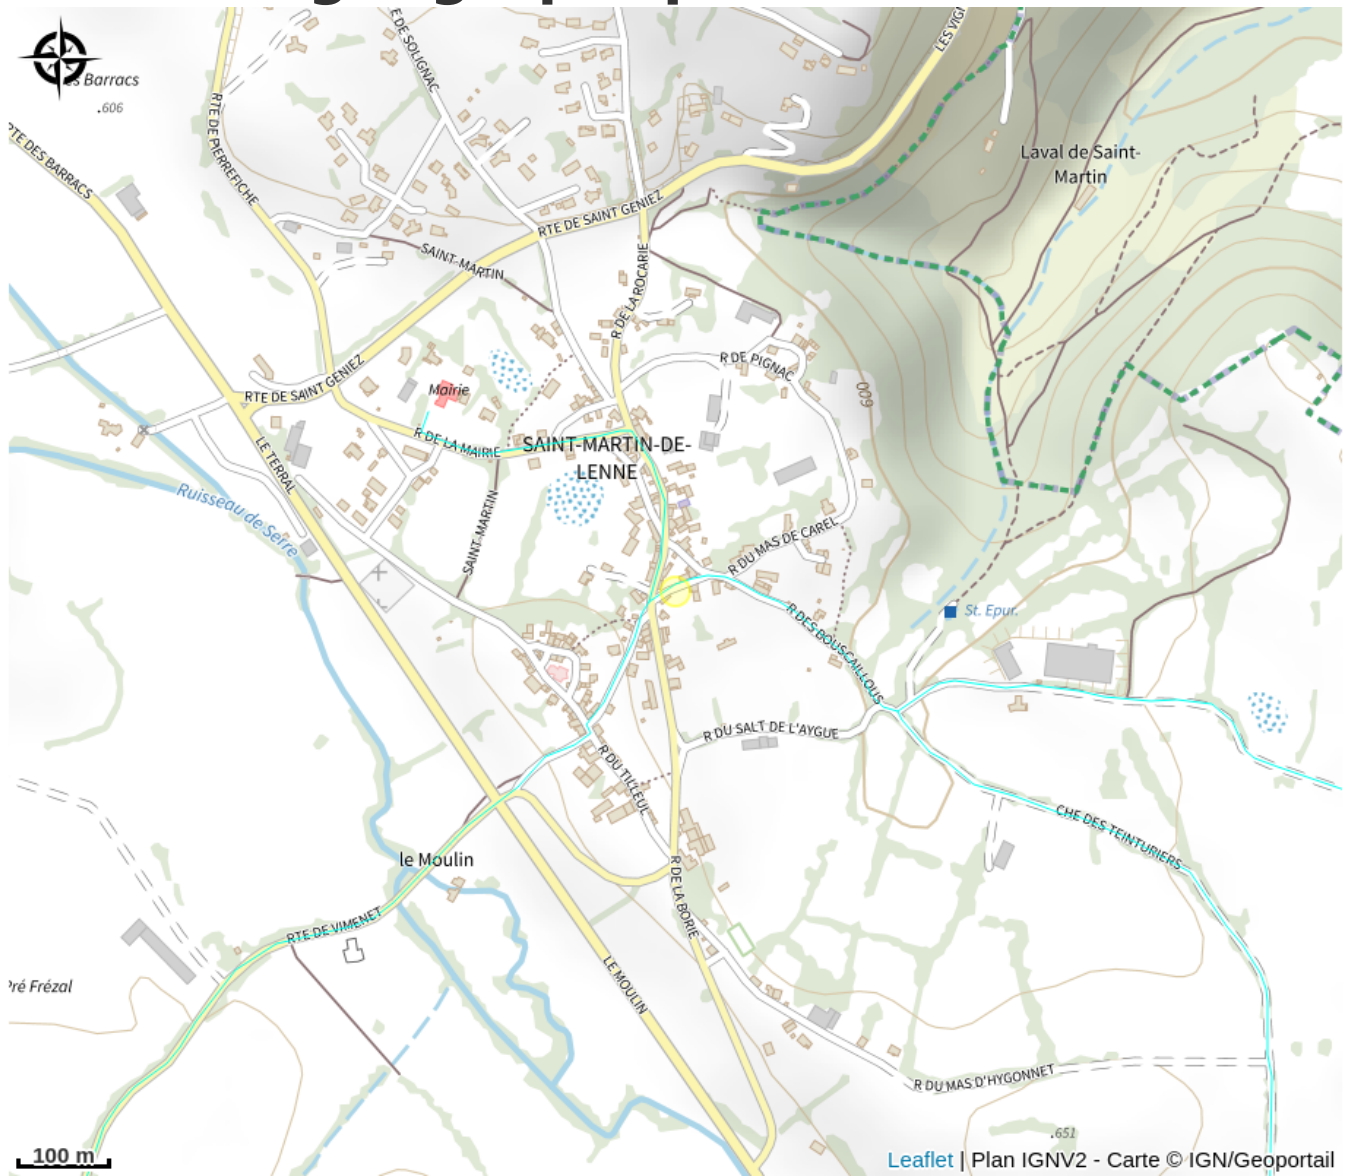 E DE SOLIGNAC
LES VIGN
es Barracs
.606
RTE DE PIERREFICHE
RTE DES BARRACS
Laval de Saint-
Martin
RTE DE SAINT GENIEZ
SAINT-MARTIN
R DE LA ROCARIE
R DE PIGNAC
RTE DE SAINT GENIEZ
Mairie
600
R DE LA MAIRIE
SAINT-MARTIN-DE-
LENNE
LE TERRAL
Ruisseau de Serre
SAINT-MARTIN
R DU MAS DE CAREL
R DES BOUSCAILLOUS
St. Epur.
R DU SALT DE L'AYGUE
R DU TILLEUL
CHE DES TEINTURIERS
le Moulin
R DE LA BORIE
RTE DE VIMENET
Pré Frézal
LE MOULIN
R DU MAS D'HYGONNET
.651
100 m
Leaflet | Plan IGNV2 - Carte © IGN/Geoportail